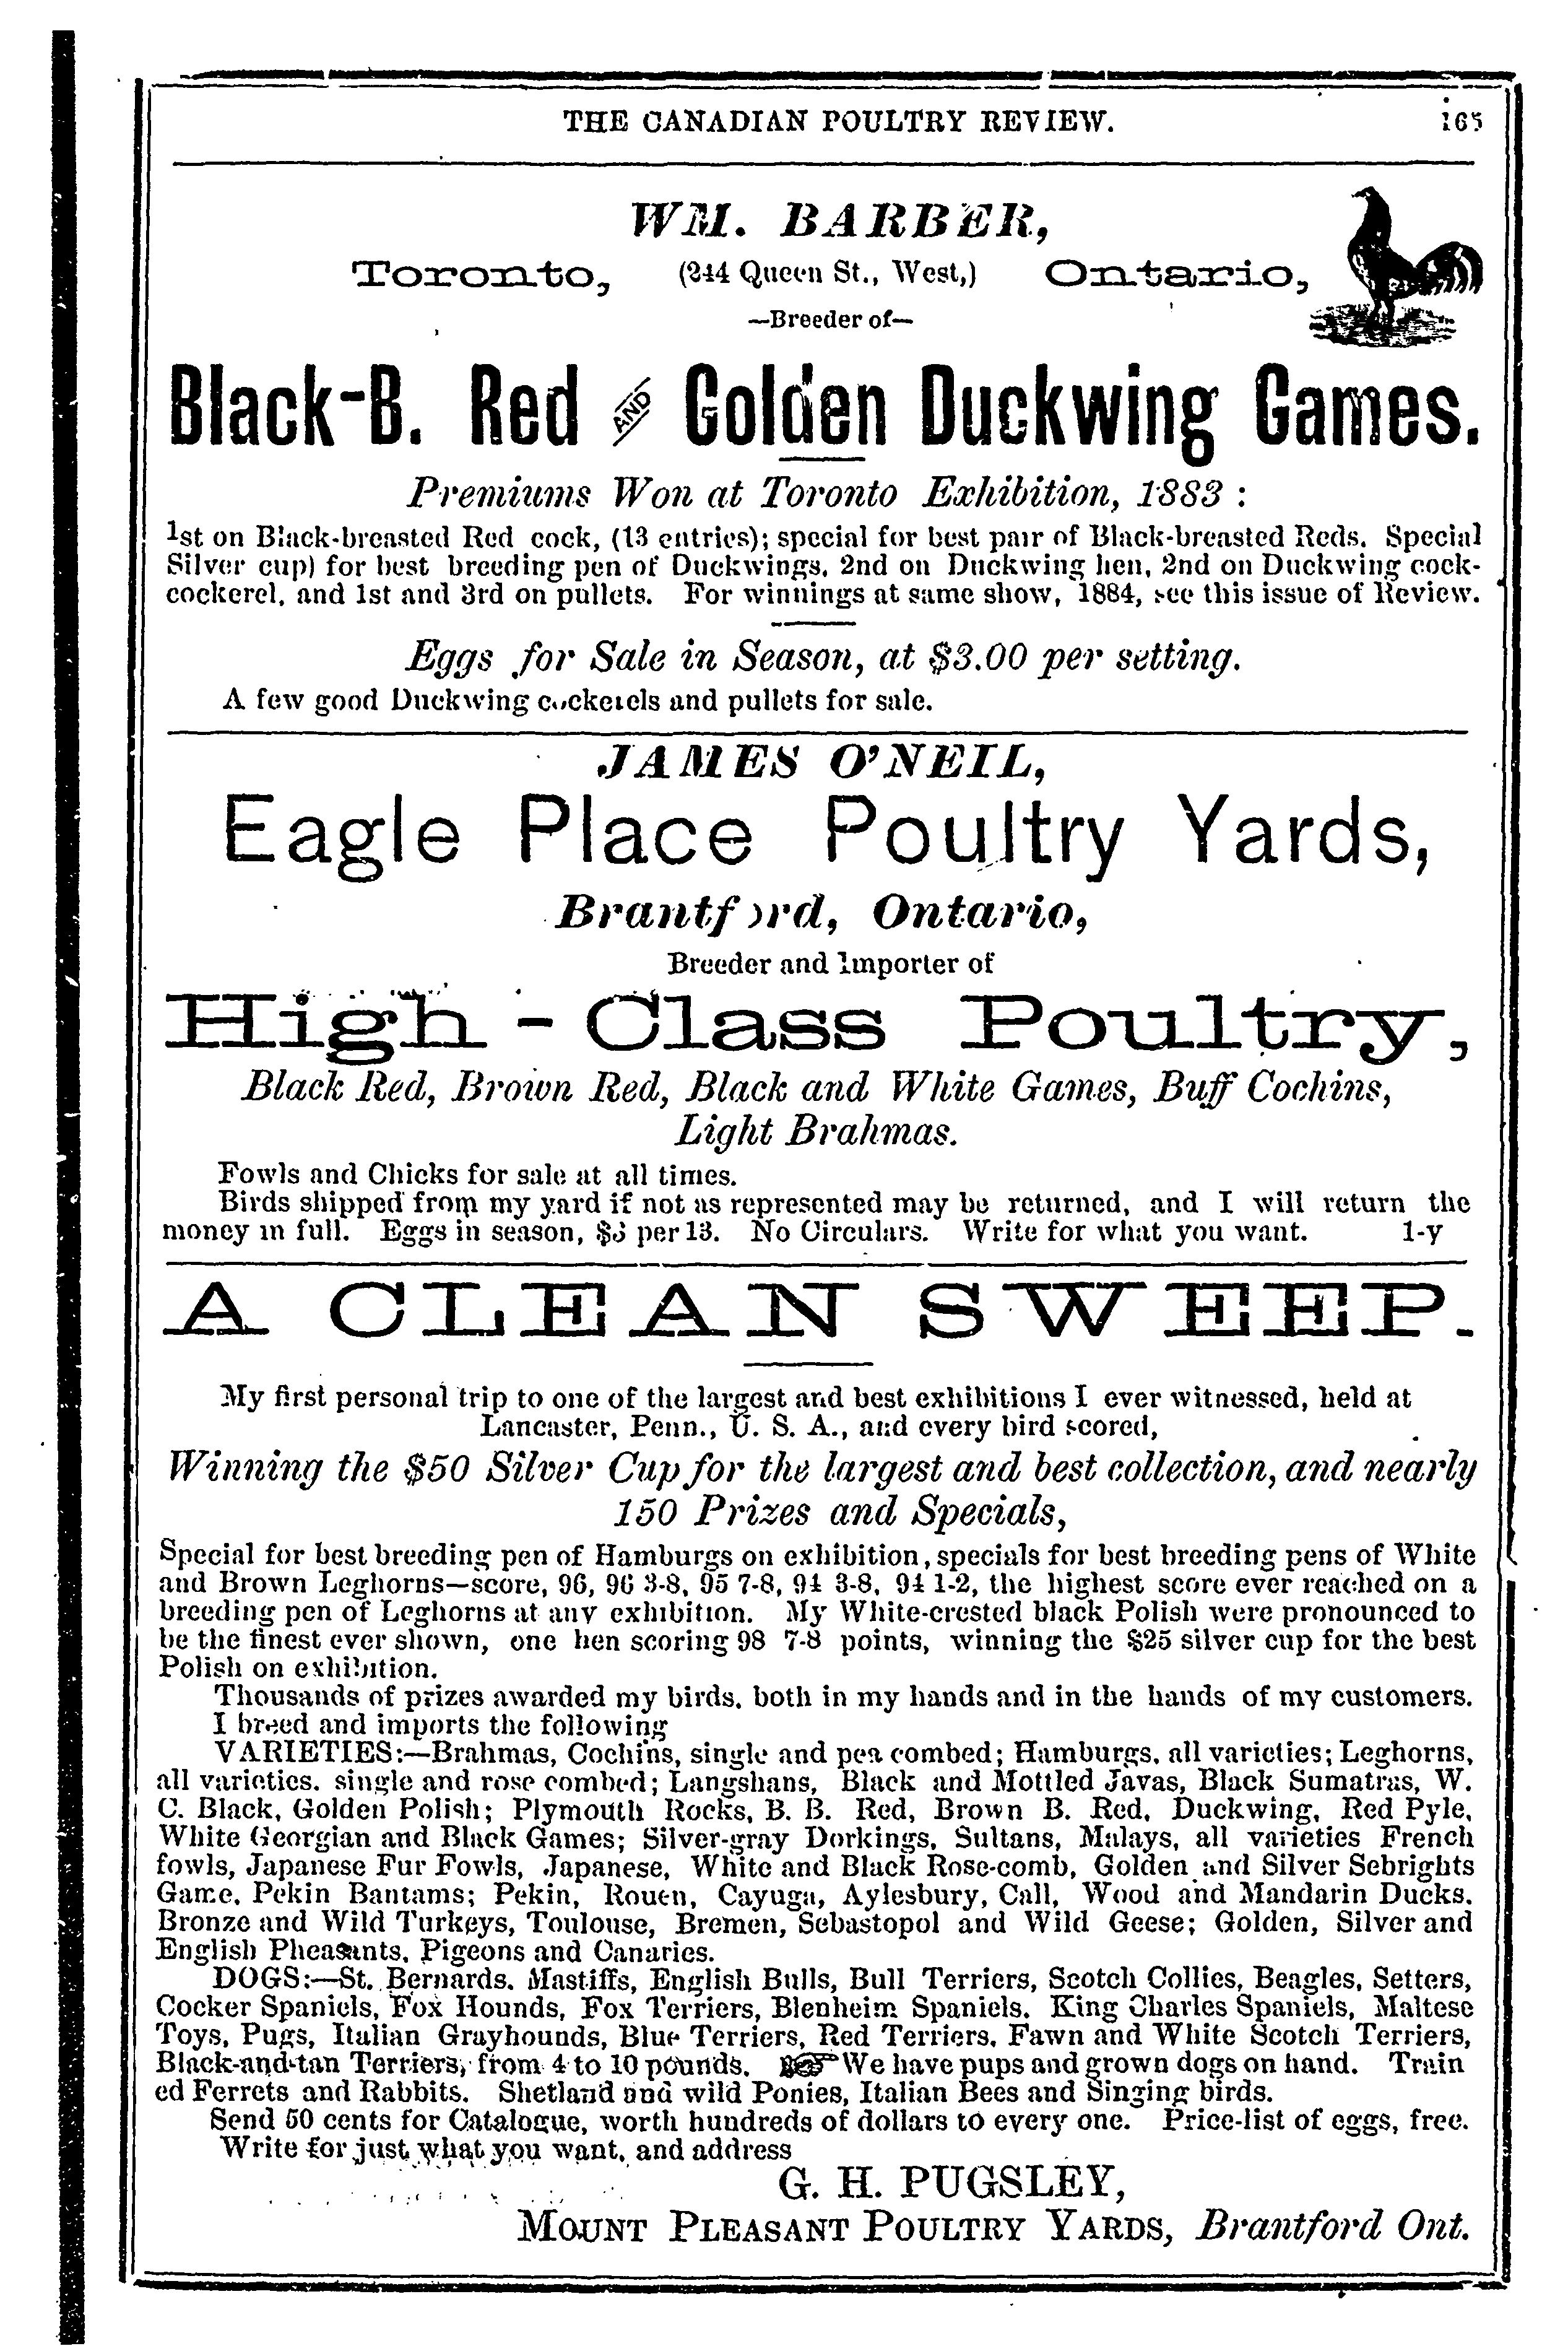 THE CANADIAN POULTRY REVIEW. 165
WM. BARBER,
Toronto, (244 Queen St., West,) Ontario,
—Breeder of—
Black-B. Red AND Golden Duckwing Games.
Premiums Won at Toronto Exhibition, 1883 :
1st on Black-breasted Red cock, (13 entries); special for best pair of Black-breasted Reds. Special
Silver cup) for best breeding pen of Duckwings, 2nd on Duckwing hen, 2nd on Duckwing cock-
cockerel, and 1st and 3rd on pullets. For winnings at same show, 1884, see this issue of Review.
Eggs for Sale in Season, at $3.00 per setting.
A few good Duckwing cockerels and pullets for sale.
JAMES O'NEIL,
Eagle Place Poultry Yards,
Brantford, Ontario,
Breeder and Importer of
High-Class Poultry,
Black Red, Brown Red, Black and White Games, Buff Cochins,
Light Brahmas.
Fowls and Chicks for sale at all times.
Birds shipped from my yard if not as represented may be returned, and I will return the
money in full. Eggs in season, $3 per 13. No Circulars. Write for what you want. 1-y
A CLEAN SWEEP.
My first personal trip to one of the largest and best exhibitions I ever witnessed, held at
Lancaster, Penn., U. S. A., and every bird scored,
Winning the $50 Silver Cup for the largest and best collection, and nearly
150 Prizes and Specials,
Special for best breeding pen of Hamburgs on exhibition, specials for best breeding pens of White
and Brown Leghorns—score, 96, 96 3-8, 95 7-8, 94 3-8, 94 1-2, the highest score ever reached on a
breeding pen of Leghorns at any exhibition. My White-crested black Polish were pronounced to
be the finest ever shown, one hen scoring 98 7-8 points, winning the $25 silver cup for the best
Polish on exhibition.
Thousands of prizes awarded my birds, both in my hands and in the hands of my customers.
I breed and imports the following
VARIETIES:—Brahmas, Cochins, single and pea combed; Hamburgs, all varieties; Leghorns,
all varieties, single and rose combed; Langshans, Black and Mottled Javas, Black Sumatras, W.
C. Black, Golden Polish; Plymouth Rocks, B. B. Red, Brown B. Red, Duckwing, Red Pyle,
White Georgian and Black Games; Silver-gray Dorkings, Sultans, Malays, all varieties French
fowls, Japanese Fur Fowls, Japanese, White and Black Rose-comb, Golden and Silver Sebrights
Game, Pekin Bantams; Pekin, Rouen, Cayuga, Aylesbury, Call, Wood and Mandarin Ducks.
Bronze and Wild Turkeys, Toulouse, Bremen, Sebastopol and Wild Geese; Golden, Silver and
English Pheasants, Pigeons and Canaries.
DOGS:—St. Bernards, Mastiffs, English Bulls, Bull Terriers, Scotch Collies, Beagles, Setters,
Cocker Spaniels, Fox Hounds, Fox Terriers, Blenheim Spaniels, King Charles Spaniels, Maltese
Toys, Pugs, Italian Grayhounds, Blue Terriers, Red Terriers, Fawn and White Scotch Terriers,
Black-and-tan Terriers, from 4 to 10 pounds. We have pups and grown dogs on hand. Train
ed Ferrets and Rabbits. Shetland and wild Ponies, Italian Bees and Singing birds.
Send 50 cents for Catalogue, worth hundreds of dollars to every one. Price-list of eggs, free.
Write for just what you want, and address
G. H. PUGSLEY,
MOUNT PLEASANT POULTRY YARDS, Brantford Ont.